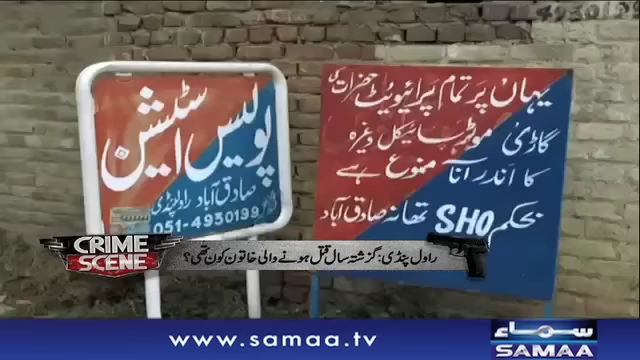 پولیس اسٹیشن
صادق آباد راولپنڈی
051-4930199
یہاں پر تمام پرائیویٹ حضرات کی
گاڑی موٹر سائیکل وغیرہ
کا اندر آنا ممنوع ہے
بحکم SHO تھانہ صادق آباد
CRIME
SCENE
راولپنڈی: گزشتہ سال قتل ہونے والی خاتون کون تھی؟
www.samaa.tv
سماء
SAMAA